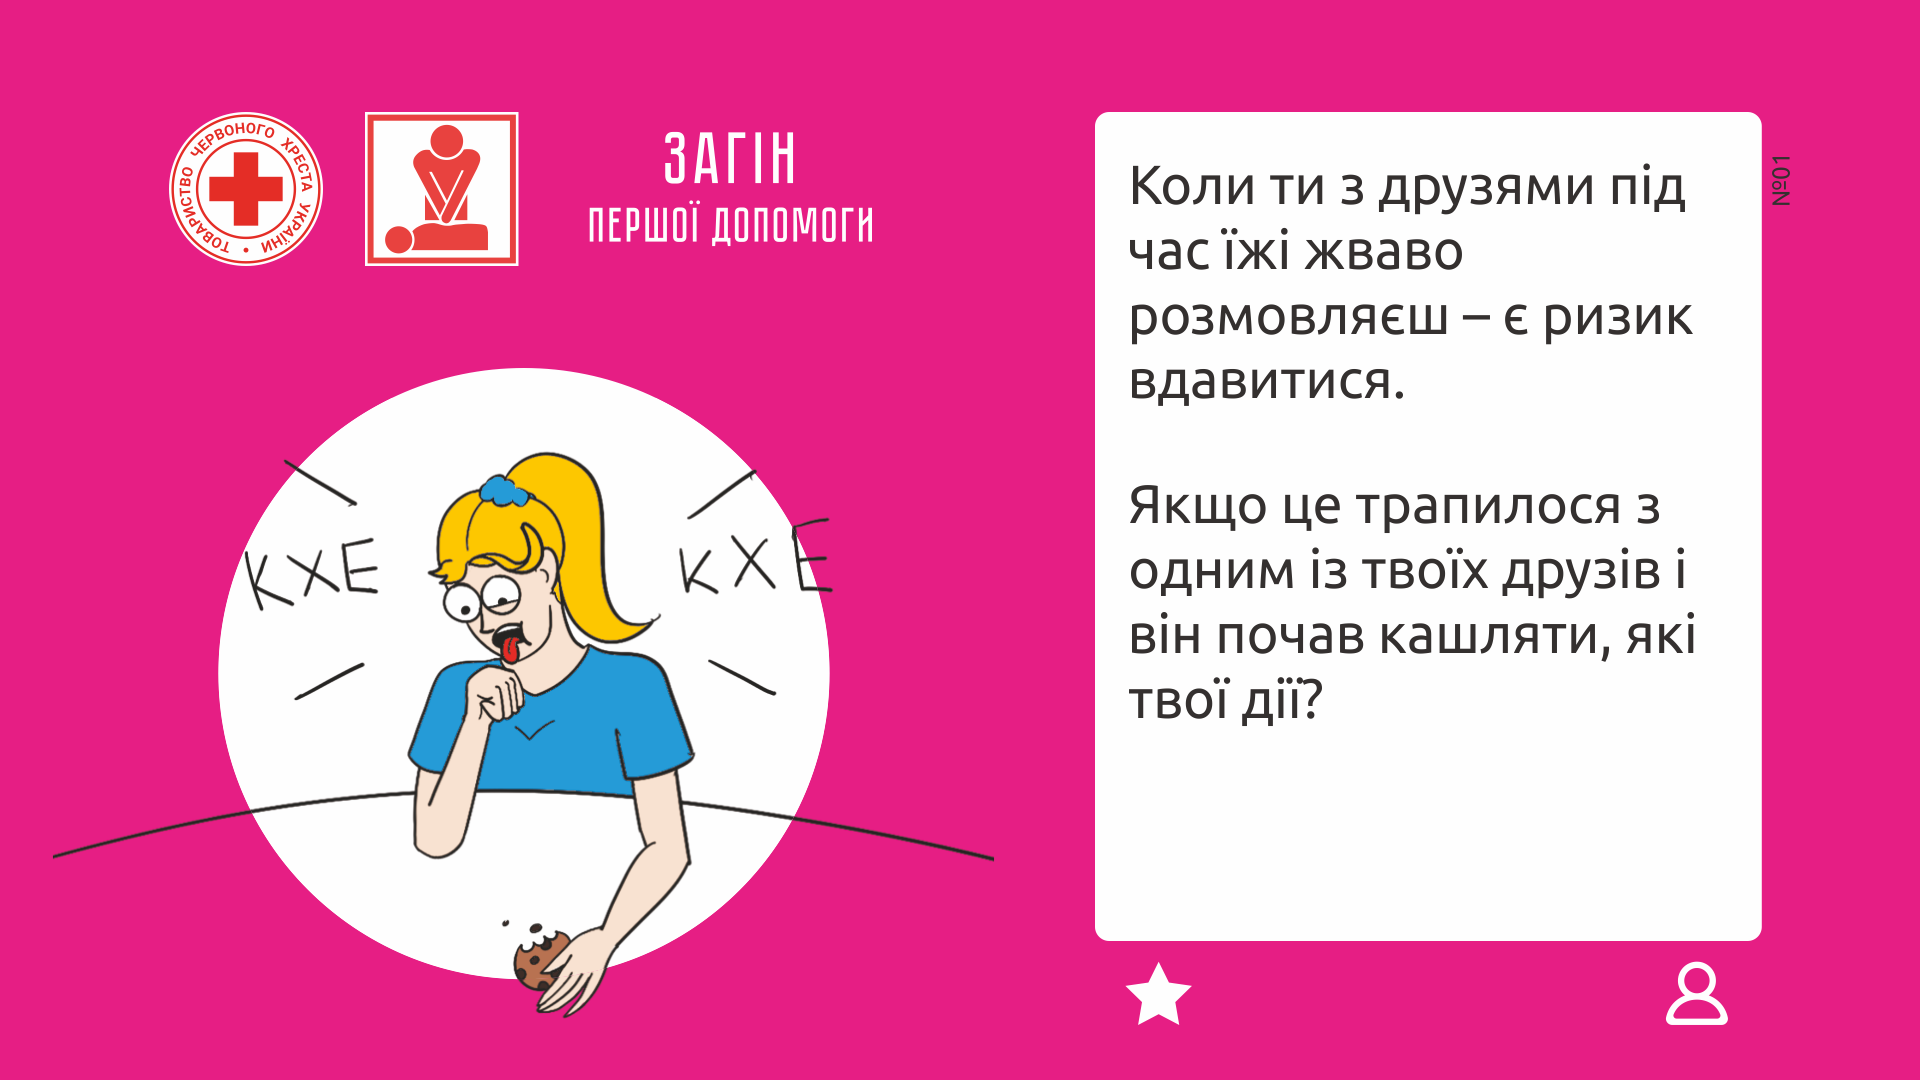 ТОВАРИСТВО ЧЕРВОНОГО ХРЕСТА УКРАЇНИ •
ЗАГІН
ПЕРШОЇ ДОПОМОГИ
КХЕ
КХЕ
Коли ти з друзями під
час їжі жваво
розмовляєш – є ризик
вдавитися.
Якщо це трапилося з
одним із твоїх друзів і
він почав кашляти, які
твої дії?
№01